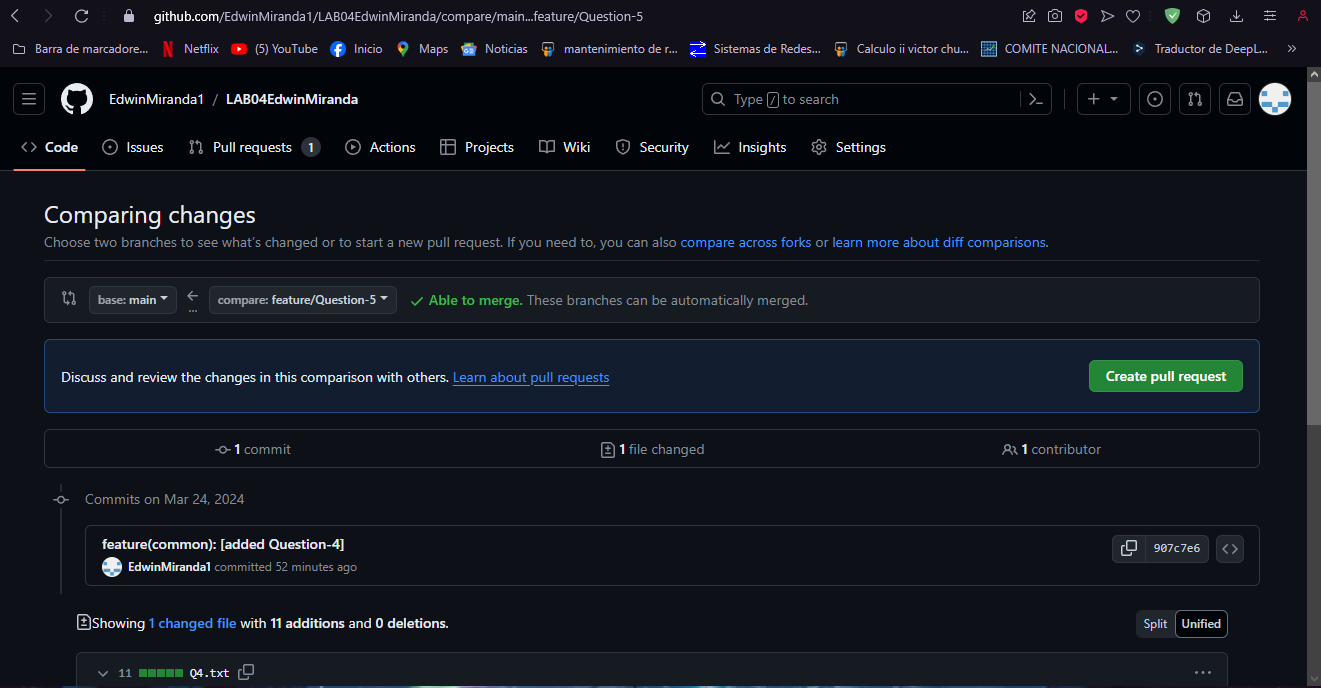 github.com/EdwinMiranda1/LAB04EdwinMiranda/compare/main...feature/Question-5
Barra de marcadore... Netflix (5) YouTube Inicio Maps Noticias mantenimiento de r... Sistemas de Redes... Calculo ii victor chu... COMITE NACIONAL... Traductor de DeepL... »
EdwinMiranda1 / LAB04EdwinMiranda Type / to search
Code Issues Pull requests 1 Actions Projects Wiki Security Insights Settings
Comparing changes
Choose two branches to see what's changed or to start a new pull request. If you need to, you can also compare across forks or learn more about diff comparisons.
base: main ← compare: feature/Question-5 ✓ Able to merge. These branches can be automatically merged.
...
Discuss and review the changes in this comparison with others. Learn about pull requests Create pull request
1 commit 1 file changed 1 contributor
Commits on Mar 24, 2024
feature(common): [added Question-4]
EdwinMiranda1 committed 52 minutes ago 907c7e6
Showing 1 changed file with 11 additions and 0 deletions. Split Unified
11 Q4.txt ...